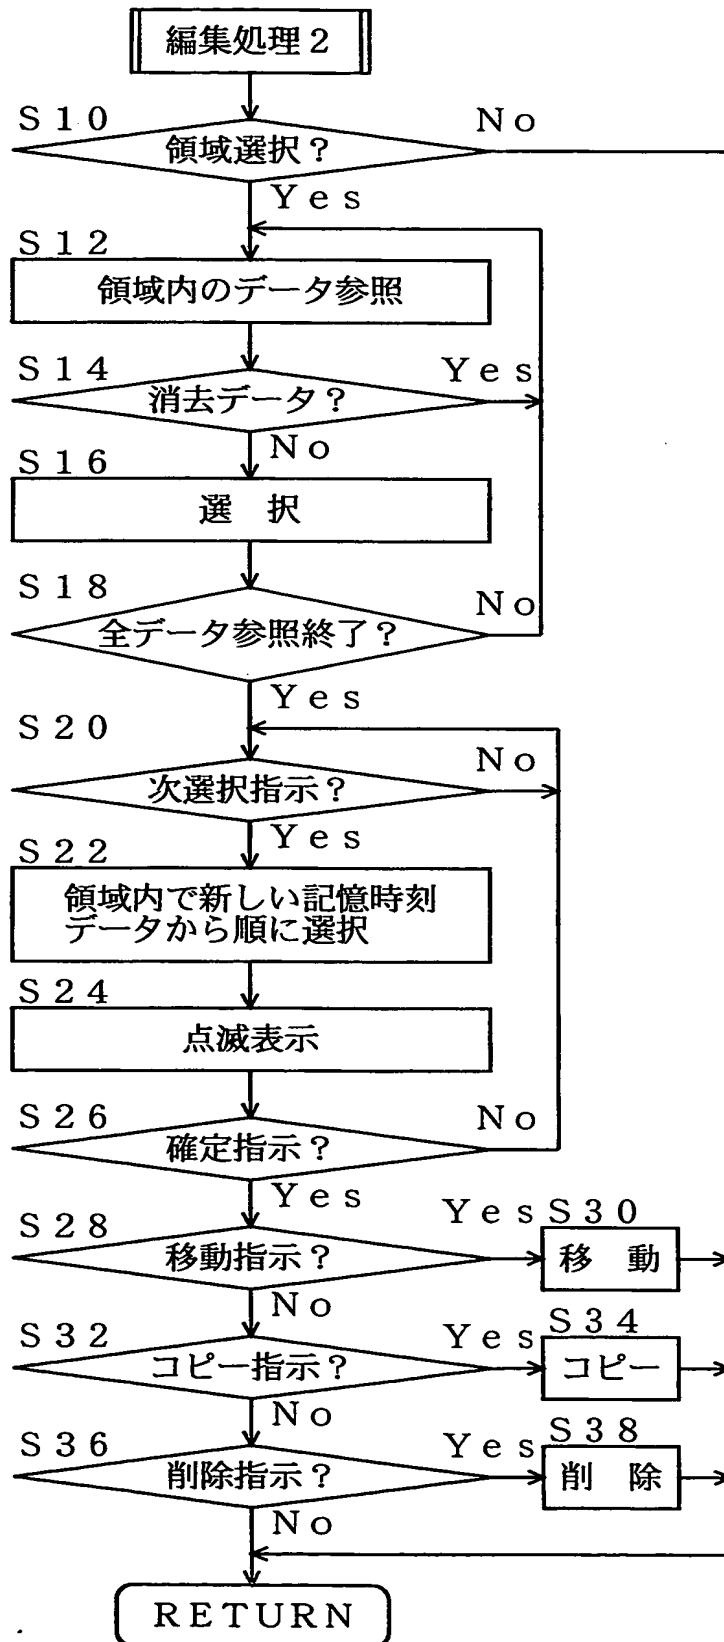 編集処理２
Ｓ１０
Ｎｏ
領域選択？
Ｙｅｓ
Ｓ１２
領域内のデータ参照
Ｓ１４
Ｙｅｓ
消去データ？
Ｎｏ
Ｓ１６
選　択
Ｓ１８
Ｎｏ
全データ参照終了？
Ｙｅｓ
Ｓ２０
Ｎｏ
次選択指示？
Ｙｅｓ
Ｓ２２
領域内で新しい記憶時刻
データから順に選択
Ｓ２４
点滅表示
Ｓ２６
Ｎｏ
確定指示？
Ｙｅｓ
Ｓ２８
Ｙｅｓ
Ｓ３０
移動指示？
移　動
Ｎｏ
Ｓ３２
Ｙｅｓ
Ｓ３４
コピー指示？
コピー
Ｎｏ
Ｓ３６
Ｙｅｓ
Ｓ３８
削除指示？
削　除
Ｎｏ
ＲＥＴＵＲＮ